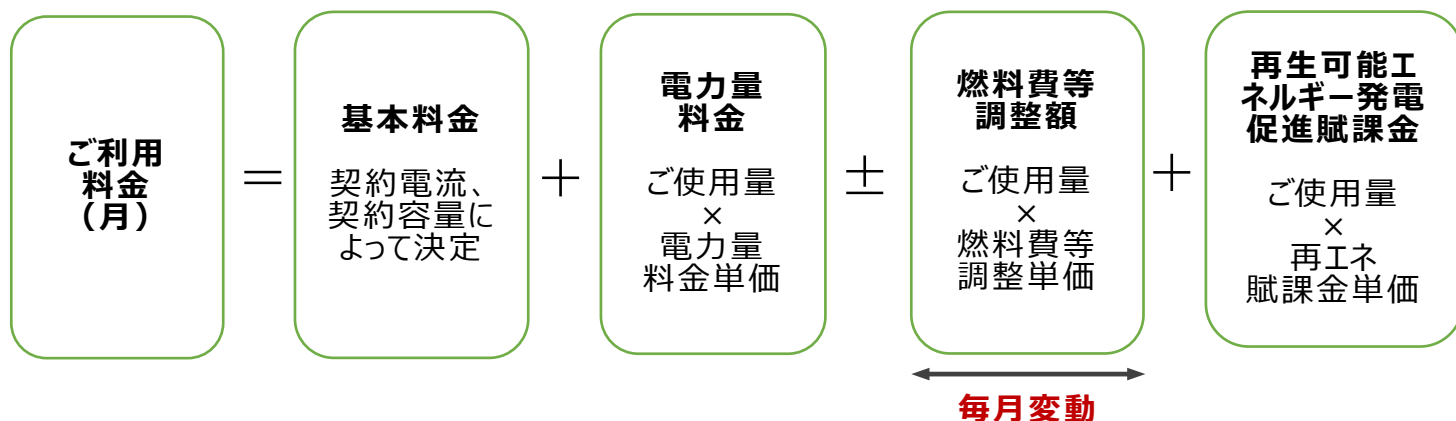 ご利用
料金
（月）
＝
基本料金
契約電流、
契約容量に
よって決定
＋
電力量
料金
ご使用量
×
電力量
料金単価
±
燃料費等
調整額
ご使用量
×
燃料費等
調整単価
＋
再生可能エ
ネルギー発電
促進賦課金
ご使用量
×
再エネ
賦課金単価
毎月変動